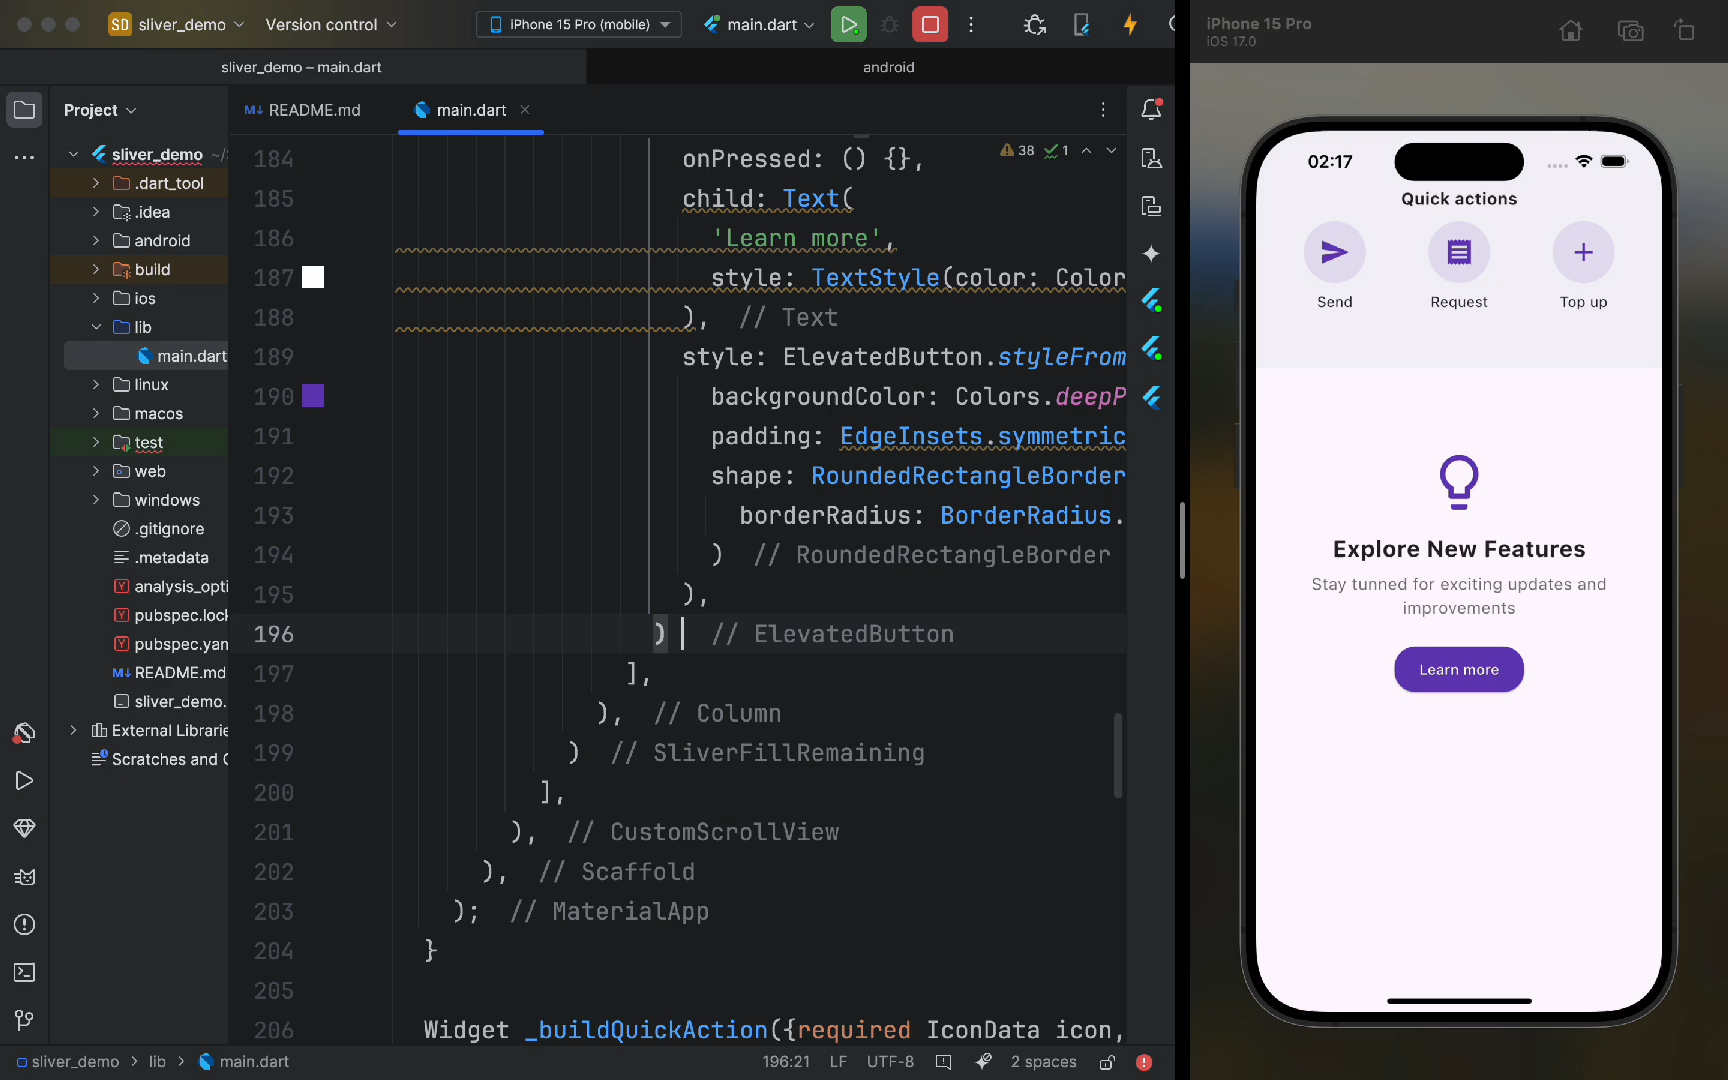 SD sliver_demo Version control iPhone 15 Pro (mobile) main.dart
sliver_demo – main.dart android
Project
sliver_demo ~/
.dart_tool
.idea
android
build
ios
lib
main.dart
linux
macos
test
web
windows
.gitignore
.metadata
analysis_opti
pubspec.lock
pubspec.yam
README.md
sliver_demo.
External Librarie
Scratches and C
M↓ README.md main.dart
38 1
184 onPressed: () {},
185 child: Text(
186 'Learn more',
187 style: TextStyle(color: Color
188 ), // Text
189 style: ElevatedButton.styleFrom
190 backgroundColor: Colors.deepP
191 padding: EdgeInsets.symmetric
192 shape: RoundedRectangleBorder
193 borderRadius: BorderRadius.
194 ) // RoundedRectangleBorder
195 ),
196 ) // ElevatedButton
197 ],
198 ), // Column
199 ) // SliverFillRemaining
200 ],
201 ), // CustomScrollView
202 ), // Scaffold
203 ); // MaterialApp
204 }
205
206 Widget _buildQuickAction({required IconData icon,
sliver_demo > lib > main.dart 196:21 LF UTF-8 2 spaces
iPhone 15 Pro
iOS 17.0
02:17
Quick actions
Send Request Top up
Explore New Features
Stay tunned for exciting updates and
improvements
Learn more